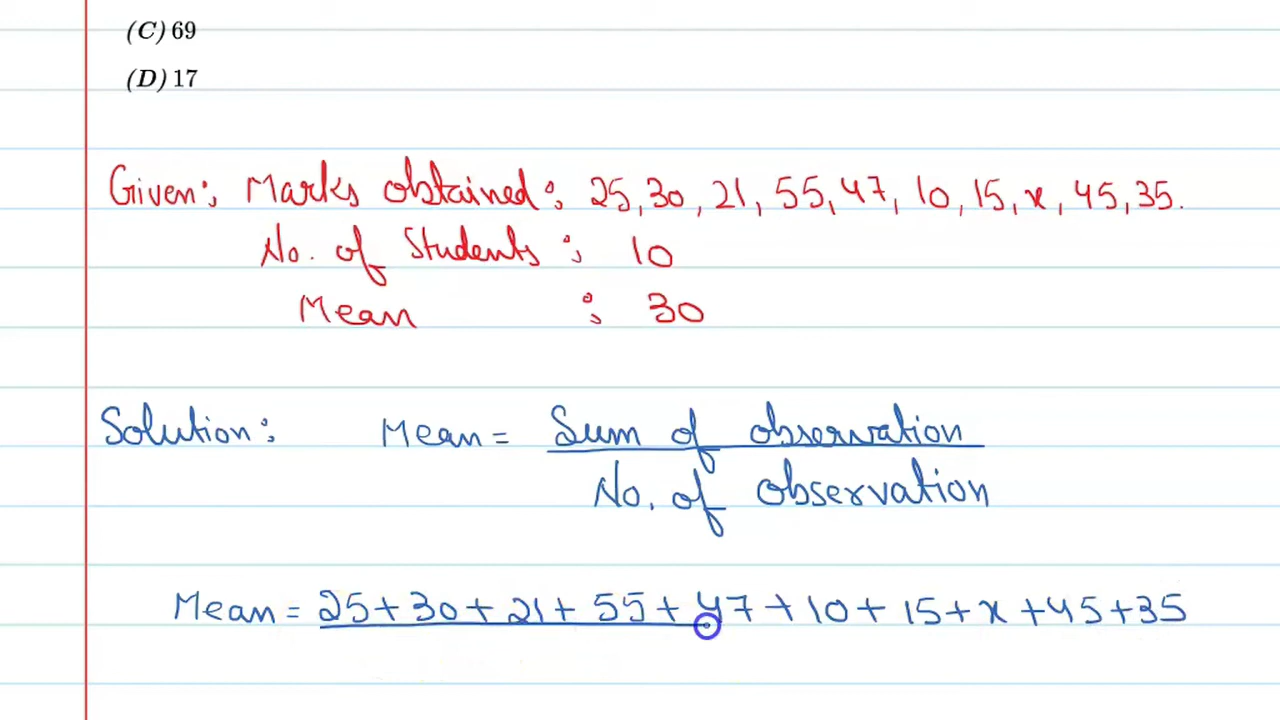 (C) 69
(D) 17
Given: Marks obtained: 25, 30, 21, 55, 47, 10, 15, x, 45, 35.
No. of Students : 10
Mean : 30
Solution: Mean = Sum of observation
No. of observation
Mean = 25+30+21+55+47+10+15+x+45+35